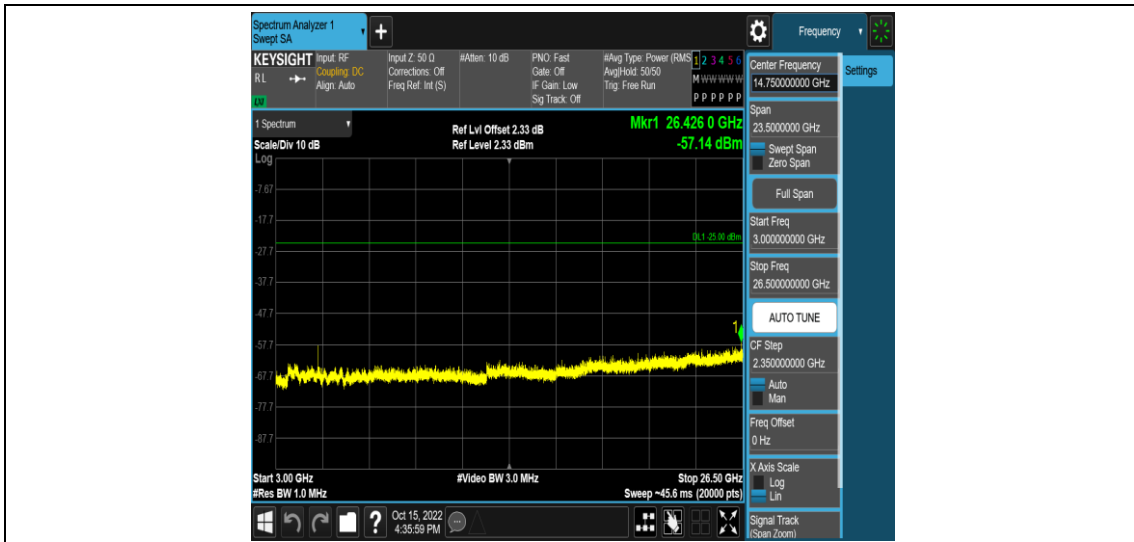 Spectrum Analyzer 1
Swept SA
+
Frequency
KEYSIGHT Input: RF
RL
Coupling: DC
Align: Auto
LXI
Input Z: 50 Ω
Corrections: Off
Freq Ref: Int (S)
#Atten: 10 dB
PNO: Fast
Gate: Off
IF Gain: Low
Sig Track: Off
#Avg Type: Power (RMS
Avg|Hold: 50/50
Trig: Free Run
1 2 3 4 5 6
M W W W W W
P P P P P P
Center Frequency
14.750000000 GHz
Settings
Span
23.5000000 GHz
Swept Span
Zero Span
Full Span
Start Freq
3.000000000 GHz
Stop Freq
26.500000000 GHz
AUTO TUNE
CF Step
2.350000000 GHz
Auto
Man
Freq Offset
0 Hz
X Axis Scale
Log
Lin
Signal Track
(Span Zoom)
1 Spectrum
Scale/Div 10 dB
Ref Lvl Offset 2.33 dB
Ref Level 2.33 dBm
Mkr1 26.426 0 GHz
-57.14 dBm
Log
-7.67
-17.7
DL1 -25.00 dBm
-27.7
-37.7
-47.7
1
-57.7
-67.7
-77.7
-87.7
Start 3.00 GHz
#Res BW 1.0 MHz
#Video BW 3.0 MHz
Stop 26.50 GHz
Sweep ~45.6 ms (20000 pts)
?
Oct 15, 2022
4:35:59 PM